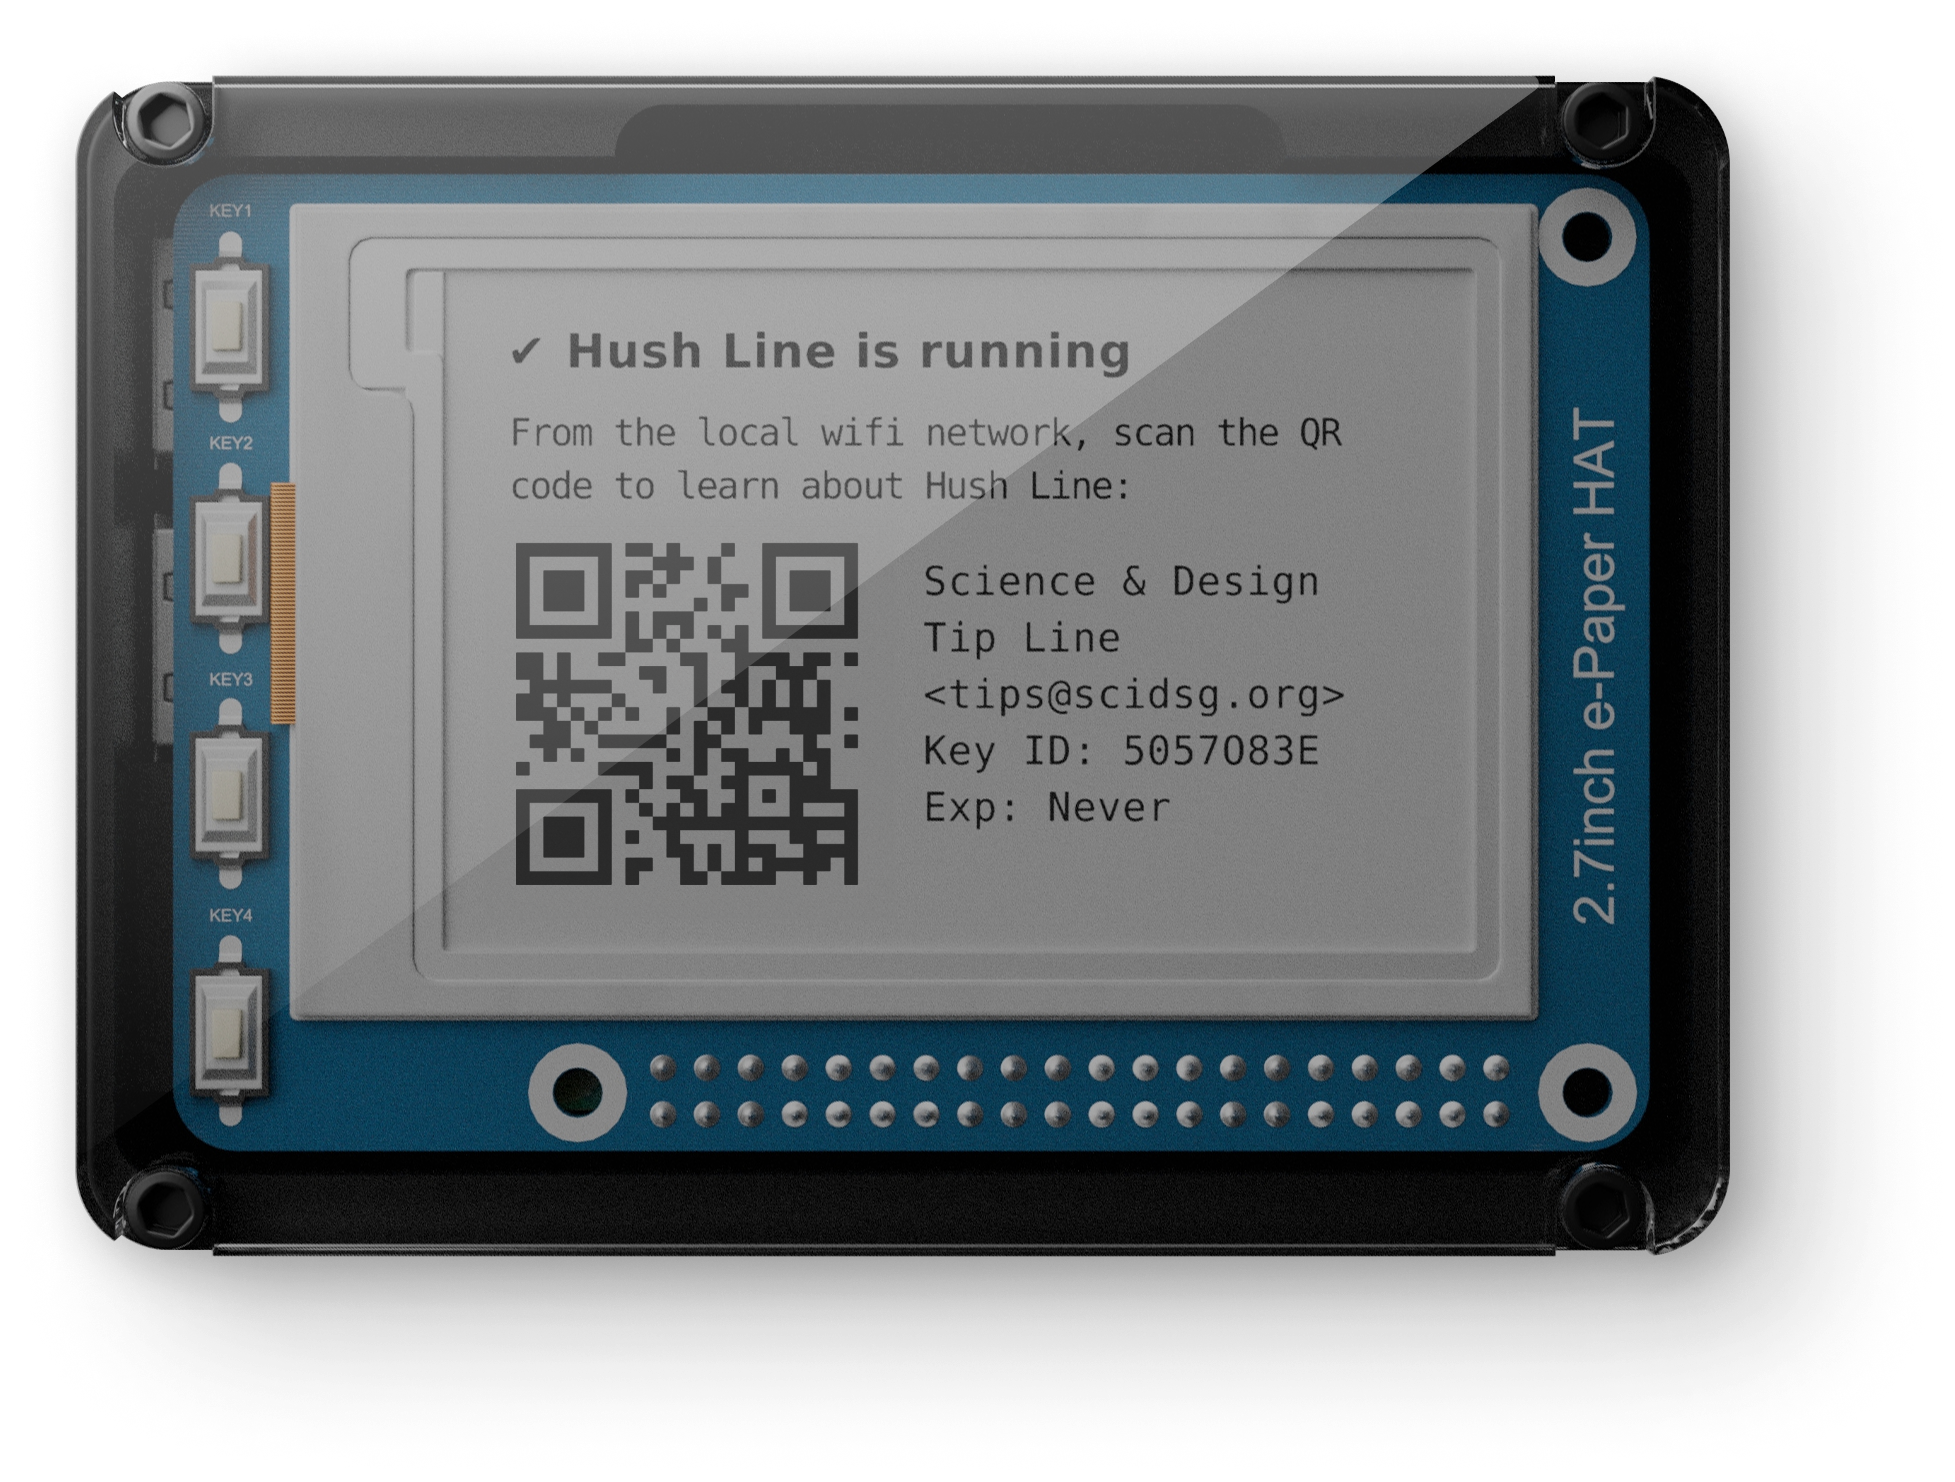 KEY1
KEY2
KEY3
KEY4
✔ Hush Line is running
From the local wifi network, scan the QR
code to learn about Hush Line:
Science & Design
Tip Line
<tips@scidsg.org>
Key ID: 5057O83E
Exp: Never
2.7inch e-Paper HAT